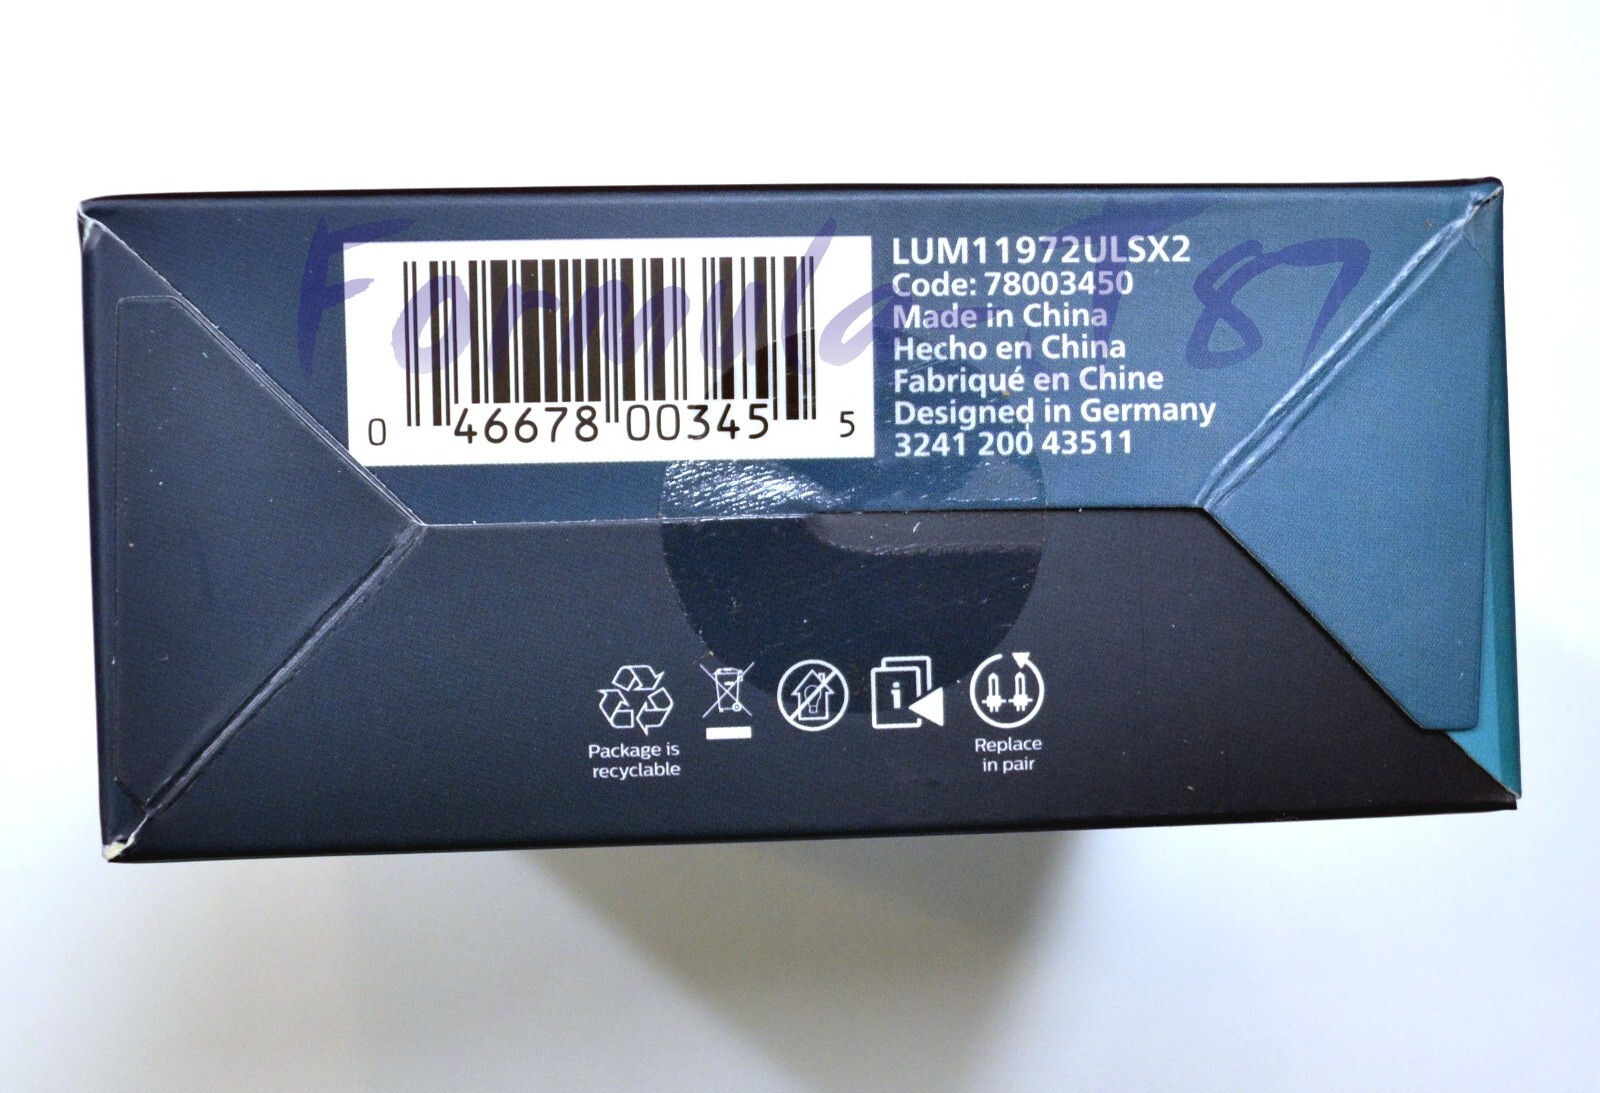 Formula-T87
LUM11972ULSX2
Code: 78003450
Made in China
Hecho en China
Fabriqué en Chine
Designed in Germany
3241 200 43511
0 46678 00345 5
Package is
recyclable
i
Replace
in pair